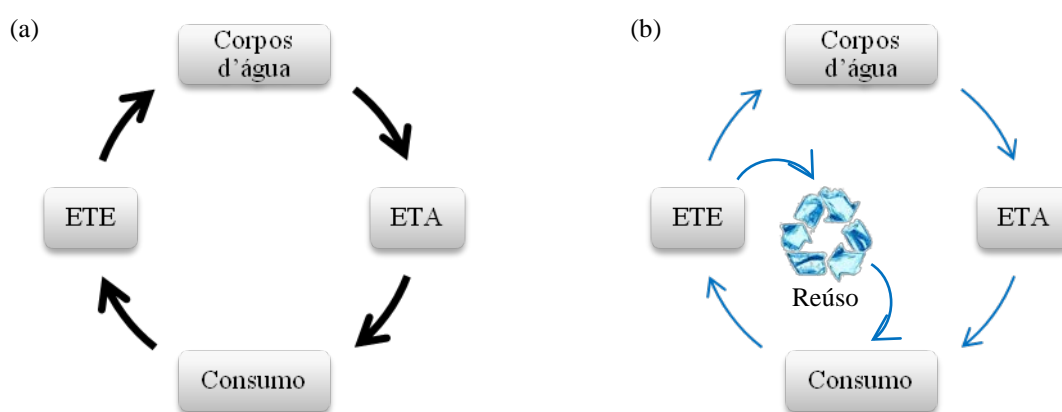 (a)
Corpos
d’água
ETE
ETA
Consumo
(b)
Corpos
d’água
ETE
ETA
Reúso
Consumo